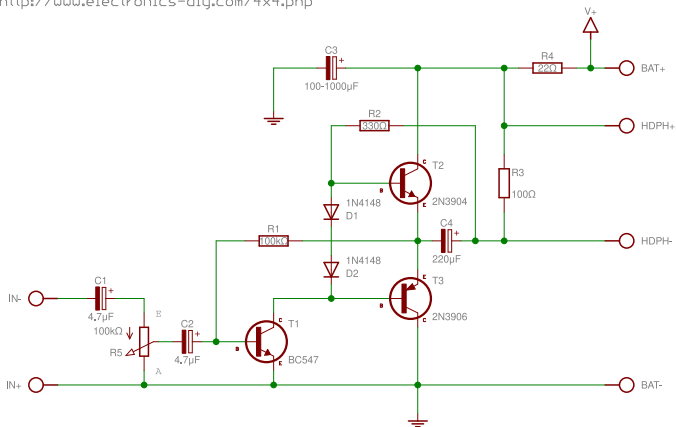 http://www.electronics-diy.com/4x4.php
V+
C3
+
100-1000µF
R4
22Ω
BAT+
R2
330Ω
HDPH+
C
T2
B
2N3904
E
R3
100Ω
1N4148
D1
R1
100kΩ
C4
+
220µF
HDPH-
1N4148
D2
E
T3
B
2N3906
C
IN-
C1
+
4.7µF
E
100kΩ
R5
A
C2
+
4.7µF
C
T1
B
BC547
E
IN+
BAT-